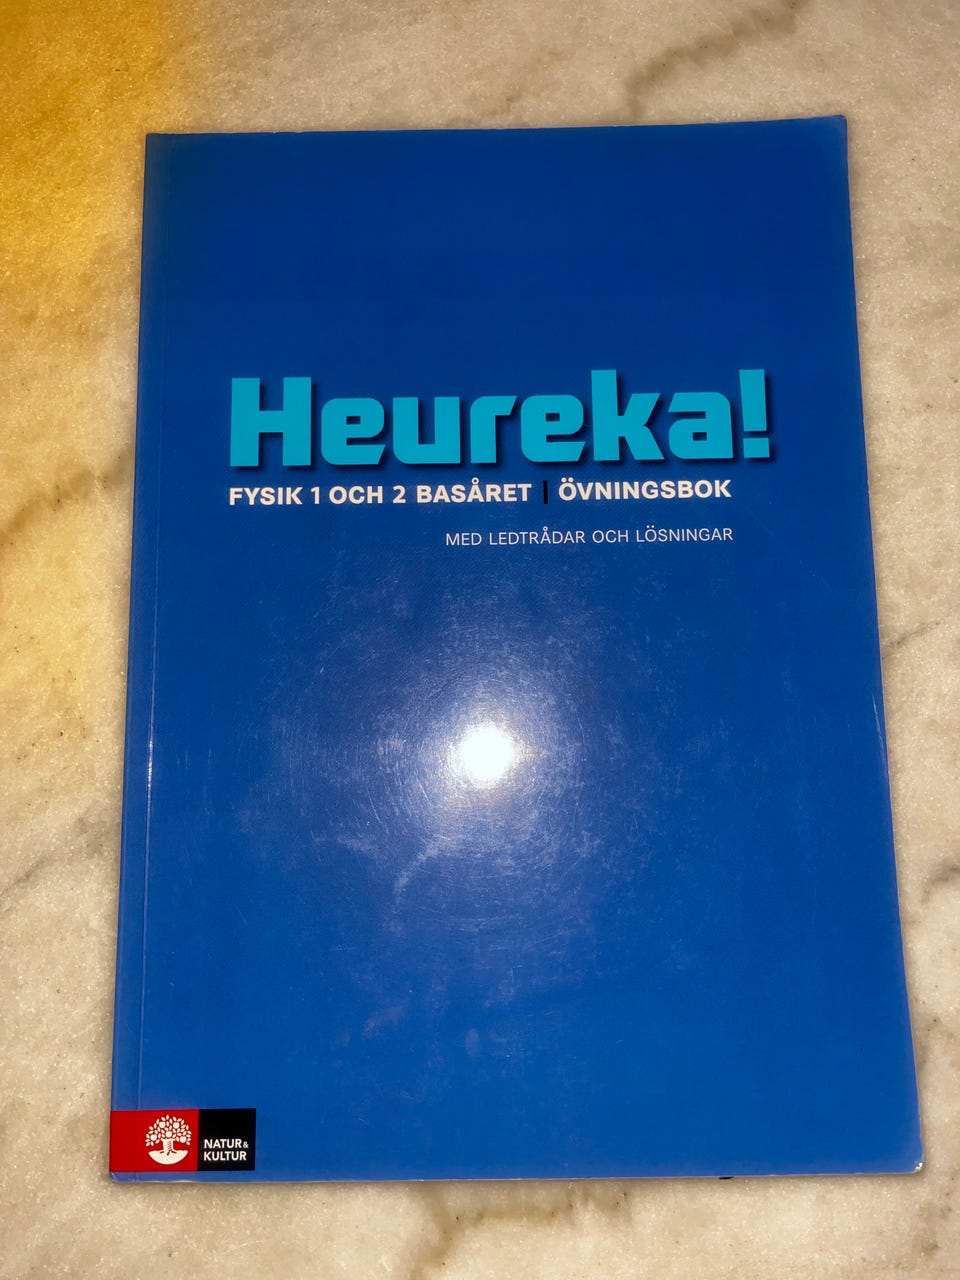 Heureka!
FYSIK 1 OCH 2 BASÅRET | ÖVNINGSBOK
MED LEDTRÅDAR OCH LÖSNINGAR
NATUR &
KULTUR